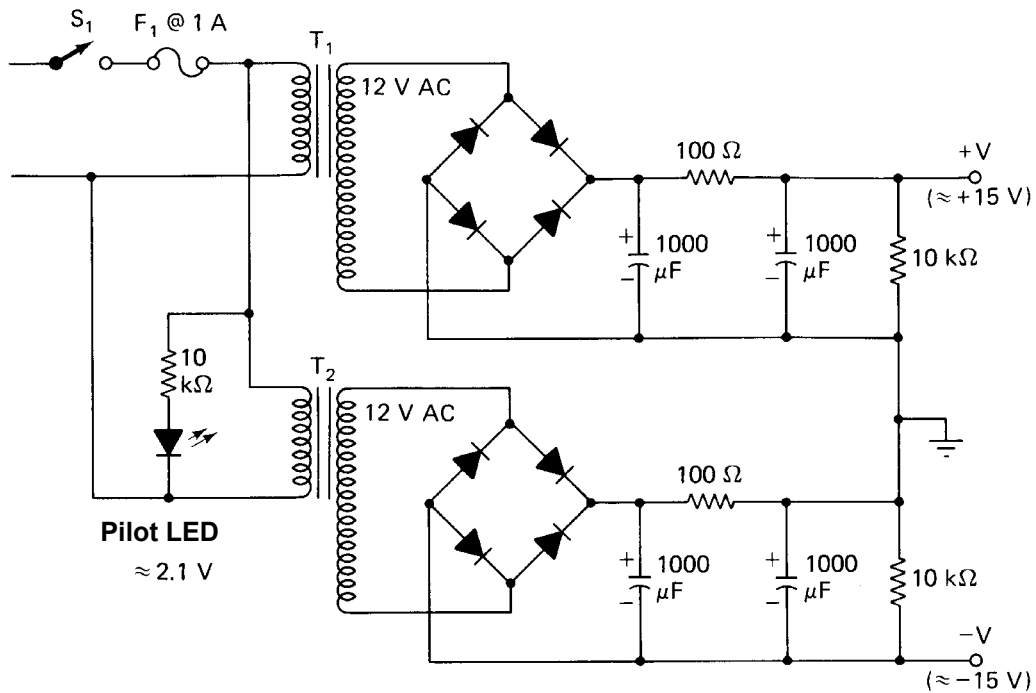 S₁
F₁ @ 1 A
T₁
12 V AC
100 Ω
+V
(≈ +15 V)
+
1000
μF
−
+
1000
μF
−
10 kΩ
10
kΩ
T₂
12 V AC
100 Ω
Pilot LED
≈ 2.1 V
+
1000
μF
−
+
1000
μF
−
10 kΩ
−V
(≈ −15 V)